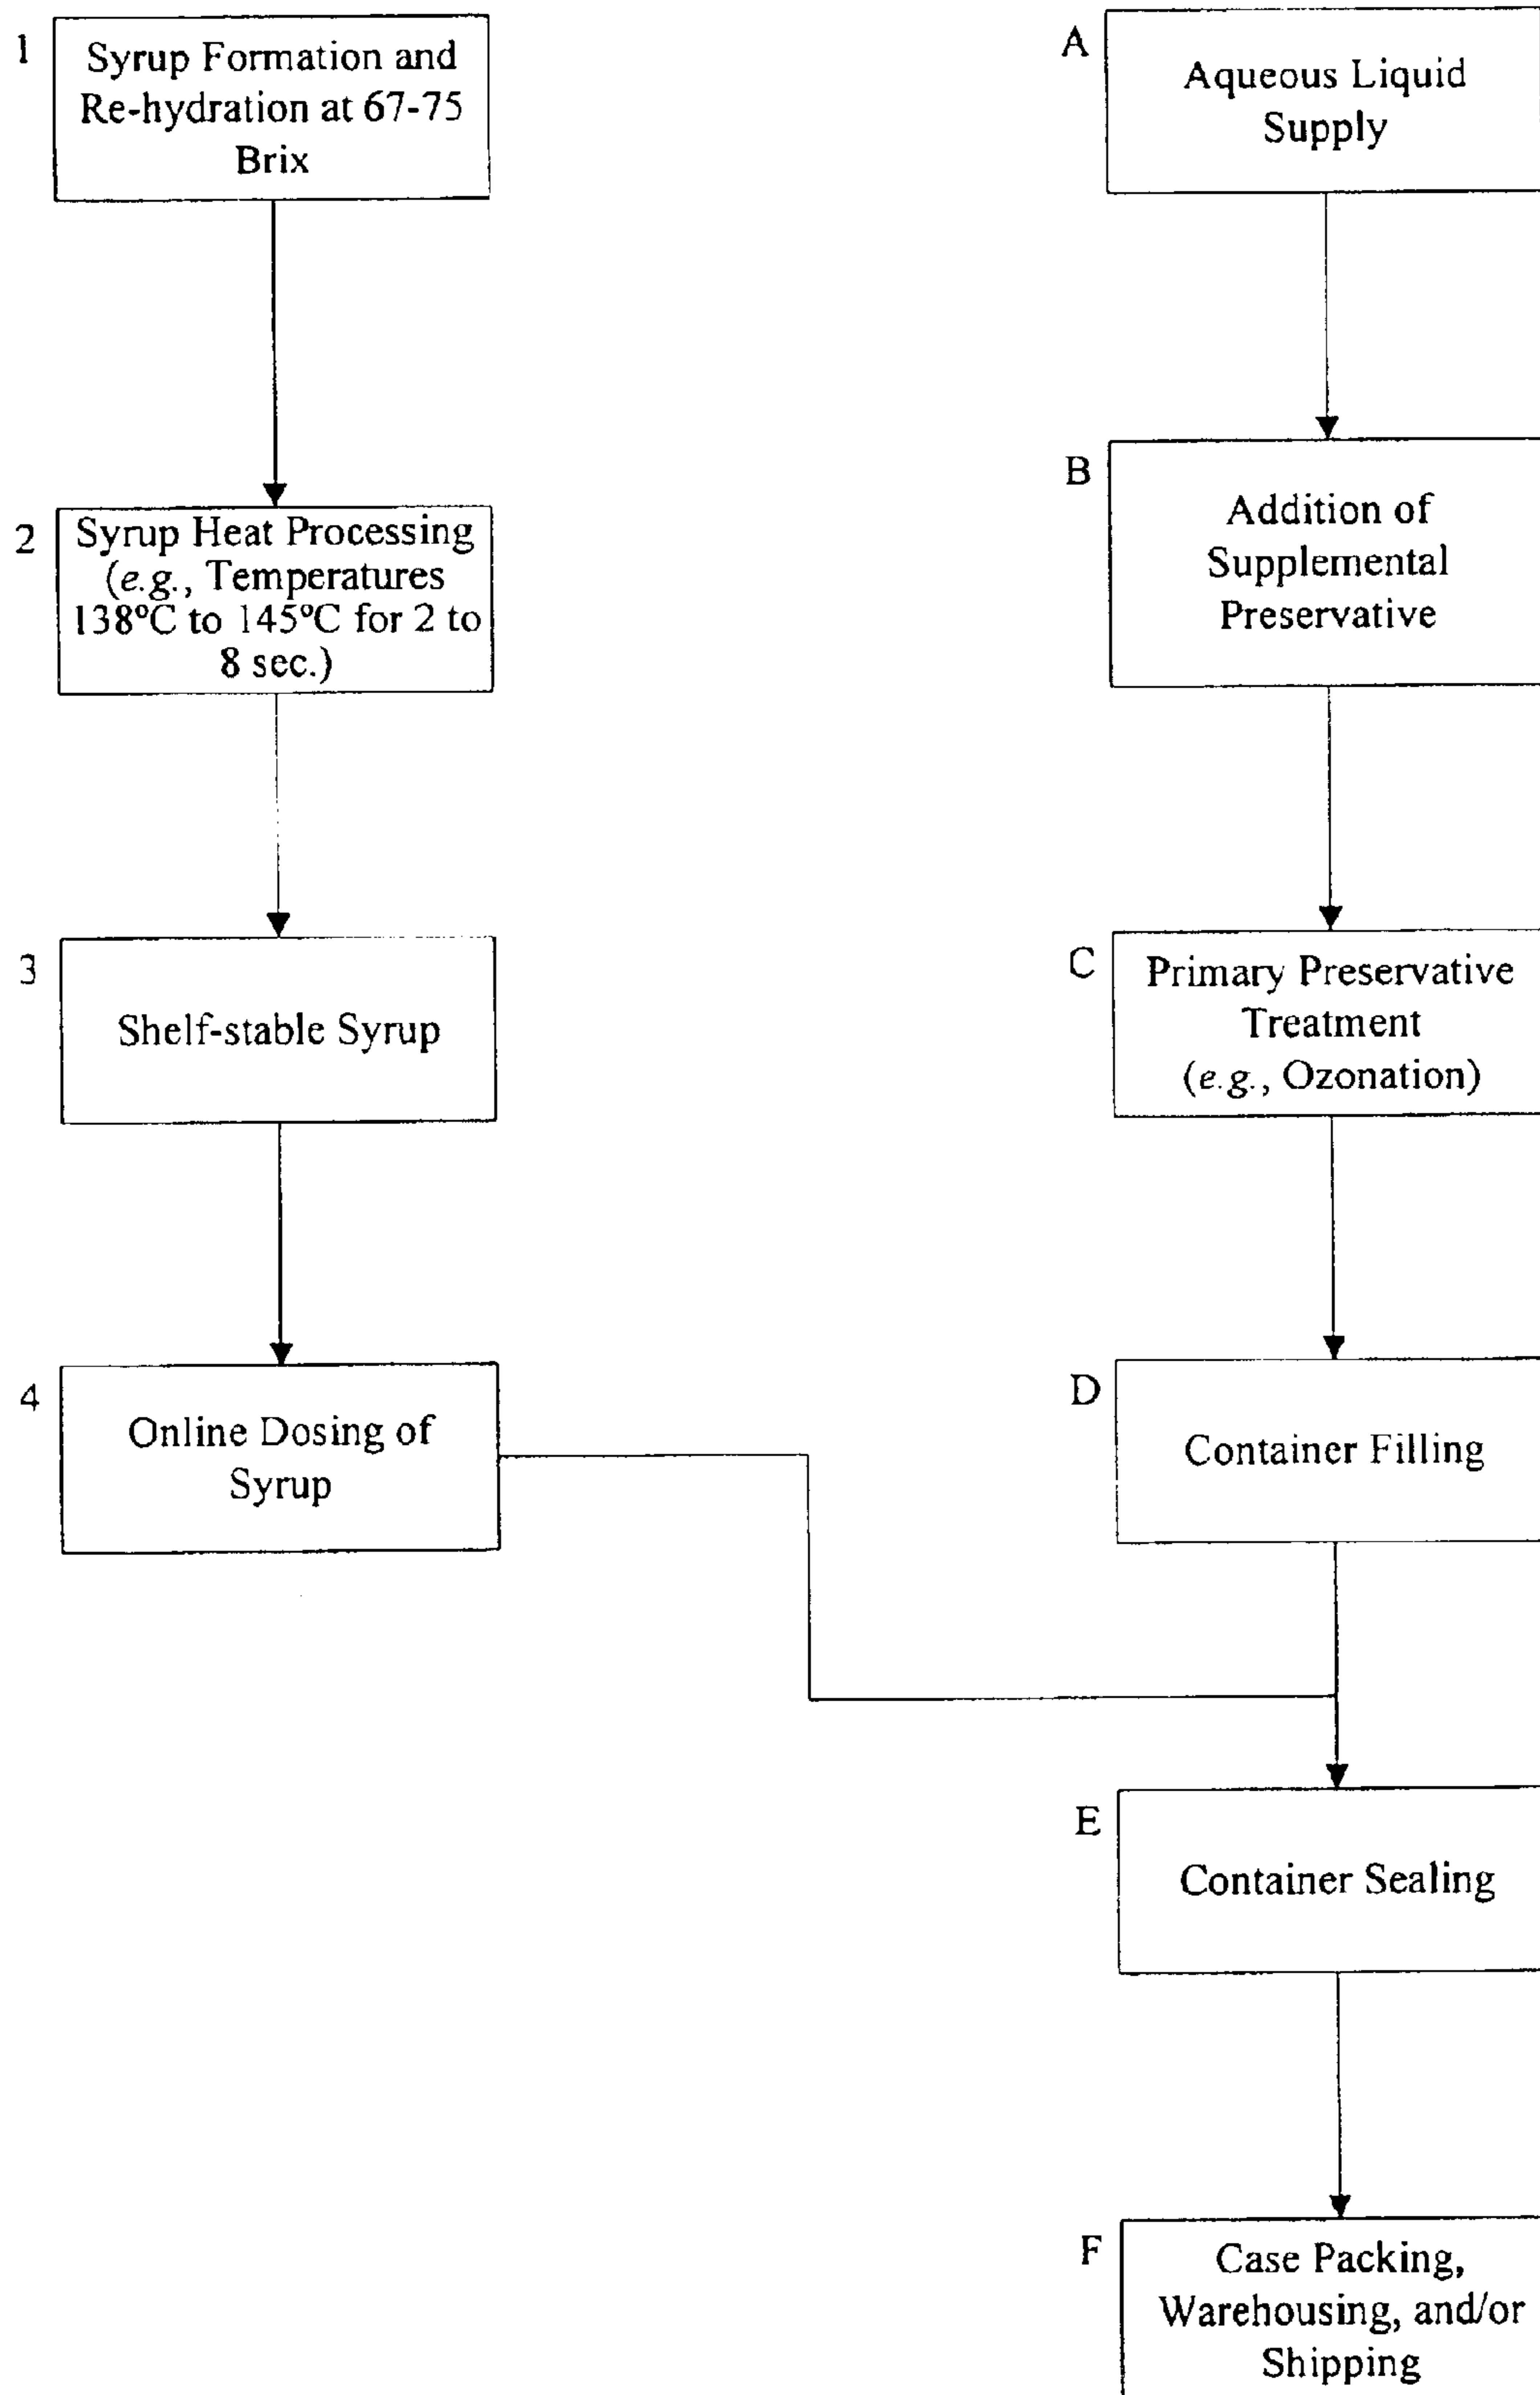 1
Syrup Formation and
Re-hydration at 67-75
Brix
2
Syrup Heat Processing
(e.g., Temperatures
138ºC to 145ºC for 2 to
8 sec.)
3
Shelf-stable Syrup
4
Online Dosing of
Syrup
A
Aqueous Liquid
Supply
B
Addition of
Supplemental
Preservative
C
Primary Preservative
Treatment
(e.g., Ozonation)
D
Container Filling
E
Container Sealing
F
Case Packing,
Warehousing, and/or
Shipping